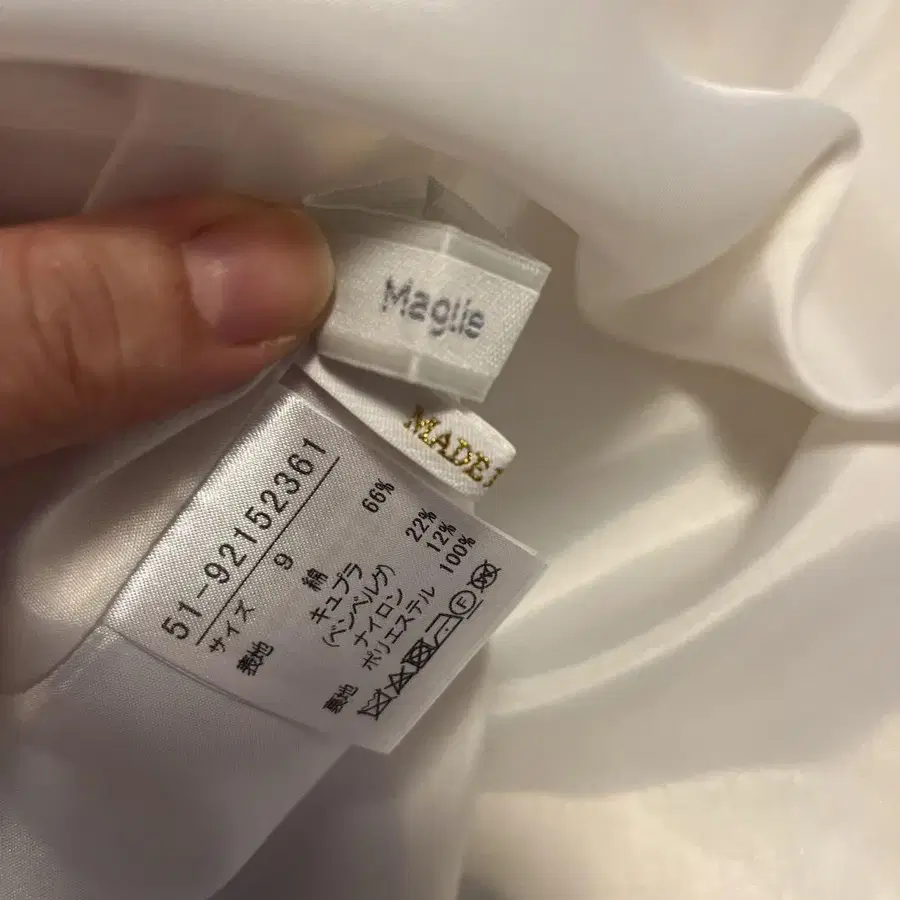 Maglie
MADE
51-92152361
サイズ 9
表地 綿 66%
キュプラ 22%
(ベンベルグ)
ナイロン 12%
裏地 ポリエステル 100%
F